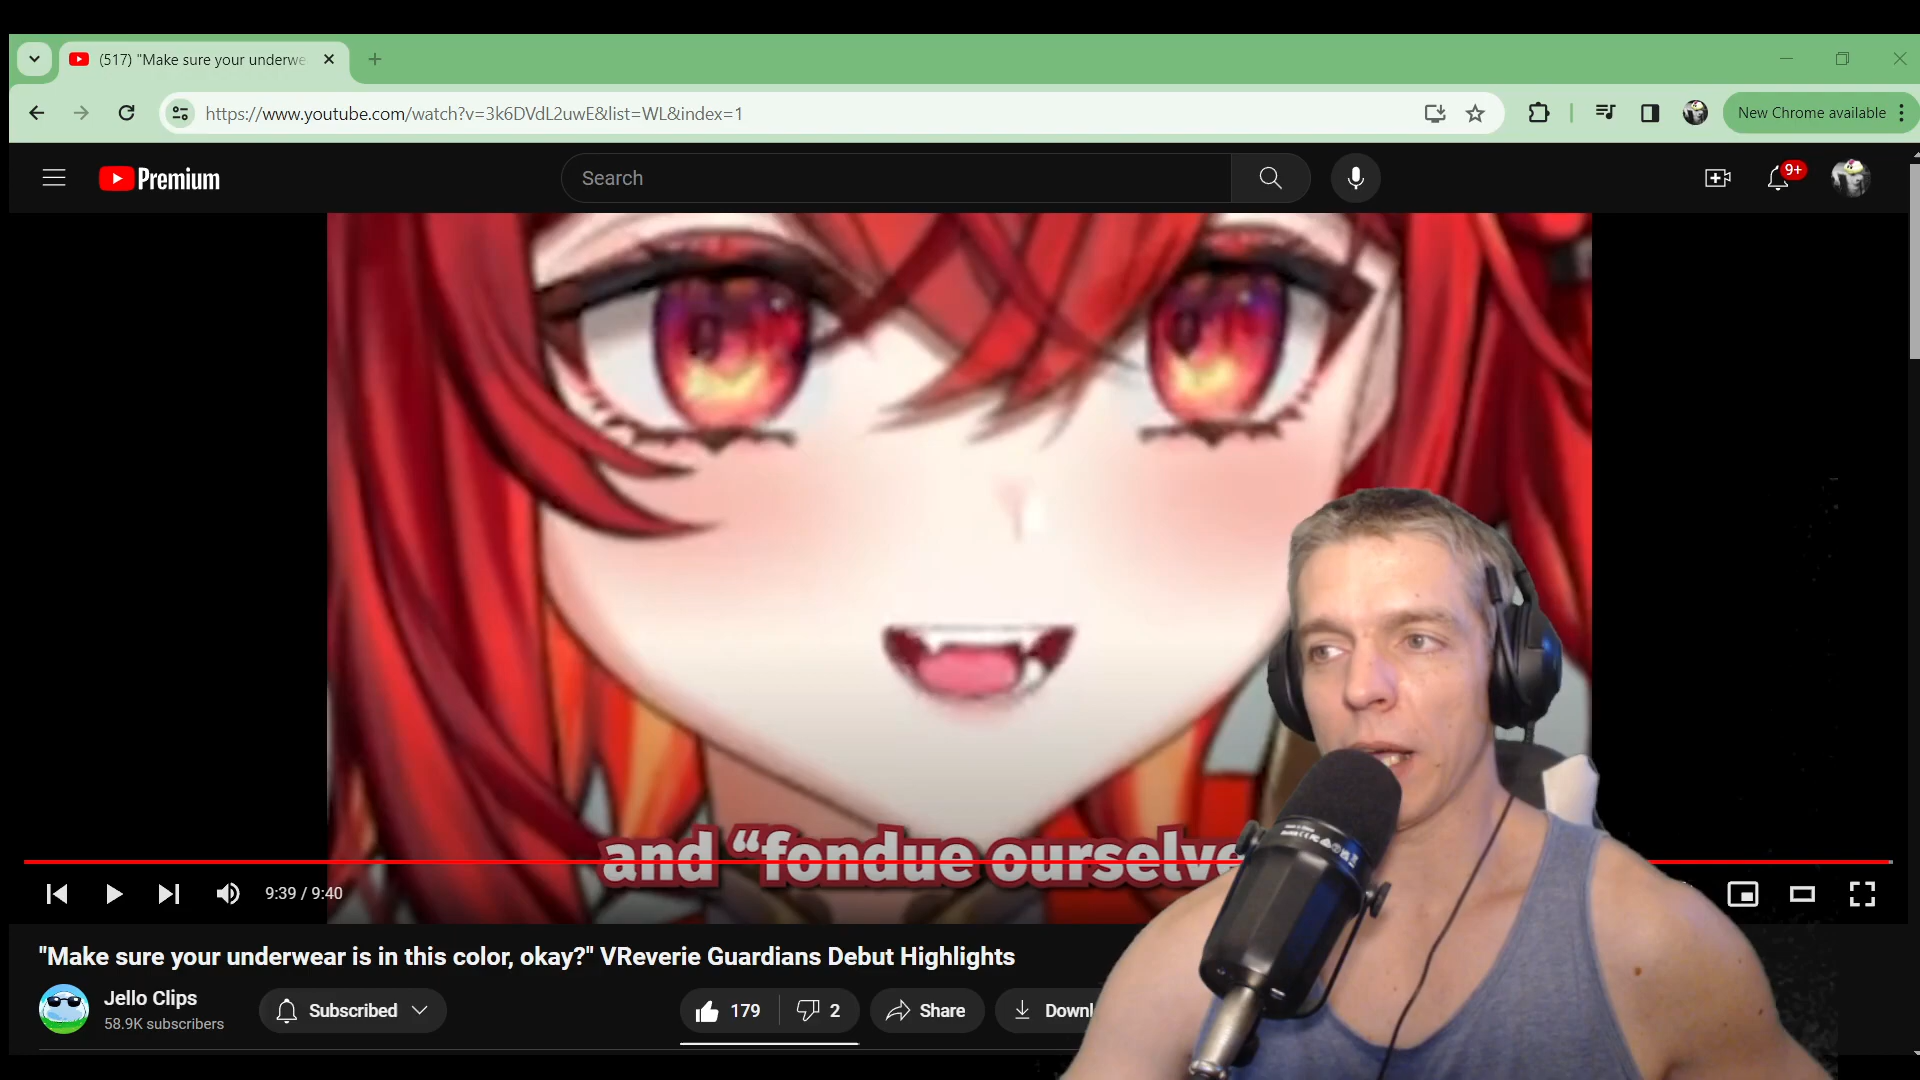 (517) "Make sure your underwe
https://www.youtube.com/watch?v=3k6DVdL2uwE&list=WL&index=1
New Chrome available
Premium
Search
9+
and “fondue ourselve
9:39 / 9:40
"Make sure your underwear is in this color, okay?" VReverie Guardians Debut Highlights
Jello Clips
58.9K subscribers
Subscribed
179
2
Share
Downl